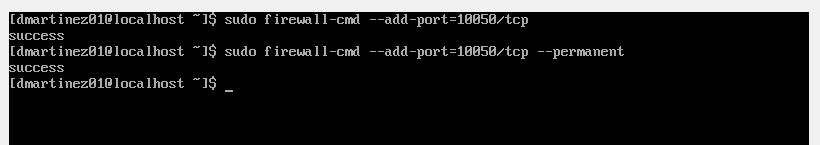 [dmartinez01@localhost ~]$ sudo firewall-cmd --add-port=10050/tcp
success
[dmartinez01@localhost ~]$ sudo firewall-cmd --add-port=10050/tcp --permanent
success
[dmartinez01@localhost ~]$ _